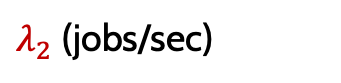 λ₂ (jobs/sec)